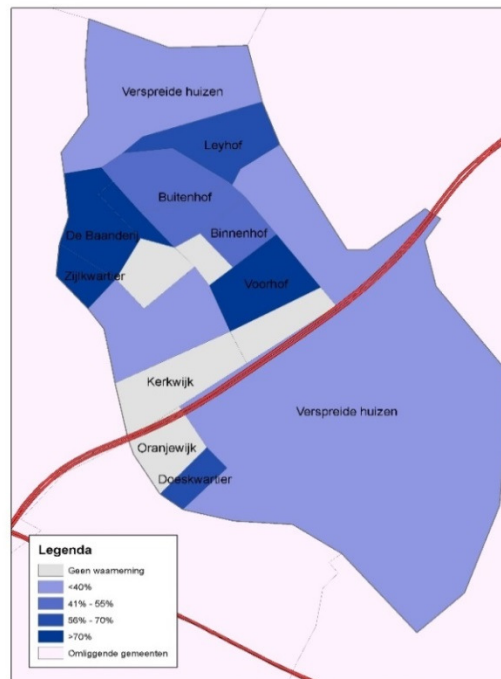 Verspreide huizen
Leyhof
Buitenhof
De Baanderij
Binnenhof
Zijlkwartier
Voorhof
Kerkwijk
Verspreide huizen
Oranjewijk
Doeskwartier
Legenda
Geen waarneming
<40%
41% - 55%
56% - 70%
>70%
Omliggende gemeenten